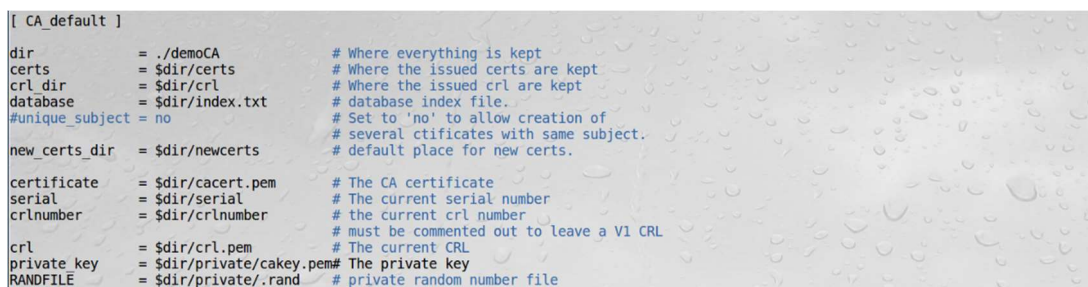 [ CA_default ]
dir = ./demoCA # Where everything is kept
certs = $dir/certs # Where the issued certs are kept
crl_dir = $dir/crl # Where the issued crl are kept
database = $dir/index.txt # database index file.
#unique_subject = no # Set to 'no' to allow creation of
# several ctificates with same subject.
new_certs_dir = $dir/newcerts # default place for new certs.
certificate = $dir/cacert.pem # The CA certificate
serial = $dir/serial # The current serial number
crlnumber = $dir/crlnumber # the current crl number
# must be commented out to leave a V1 CRL
crl = $dir/crl.pem # The current CRL
private_key = $dir/private/cakey.pem# The private key
RANDFILE = $dir/private/.rand # private random number file